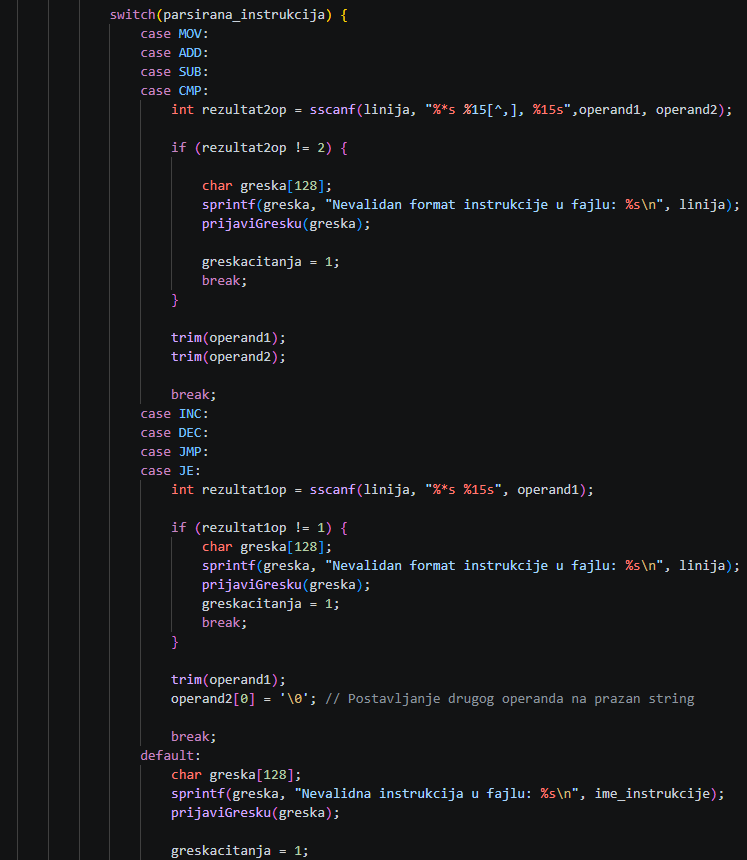 switch(parsirana_instrukcija) {
case MOV:
case ADD:
case SUB:
case CMP:
int rezultat2op = sscanf(linija, "%*s %15[^,], %15s",operand1, operand2);
if (rezultat2op != 2) {
char greska[128];
sprintf(greska, "Nevalidan format instrukcije u fajlu: %s\n", linija);
prijaviGresku(greska);
greskacitanja = 1;
break;
}
trim(operand1);
trim(operand2);
break;
case INC:
case DEC:
case JMP:
case JE:
int rezultat1op = sscanf(linija, "%*s %15s", operand1);
if (rezultat1op != 1) {
char greska[128];
sprintf(greska, "Nevalidan format instrukcije u fajlu: %s\n", linija);
prijaviGresku(greska);
greskacitanja = 1;
break;
}
trim(operand1);
operand2[0] = '\0'; // Postavljanje drugog operanda na prazan string
break;
default:
char greska[128];
sprintf(greska, "Nevalidna instrukcija u fajlu: %s\n", ime_instrukcije);
prijaviGresku(greska);
greskacitanja = 1;